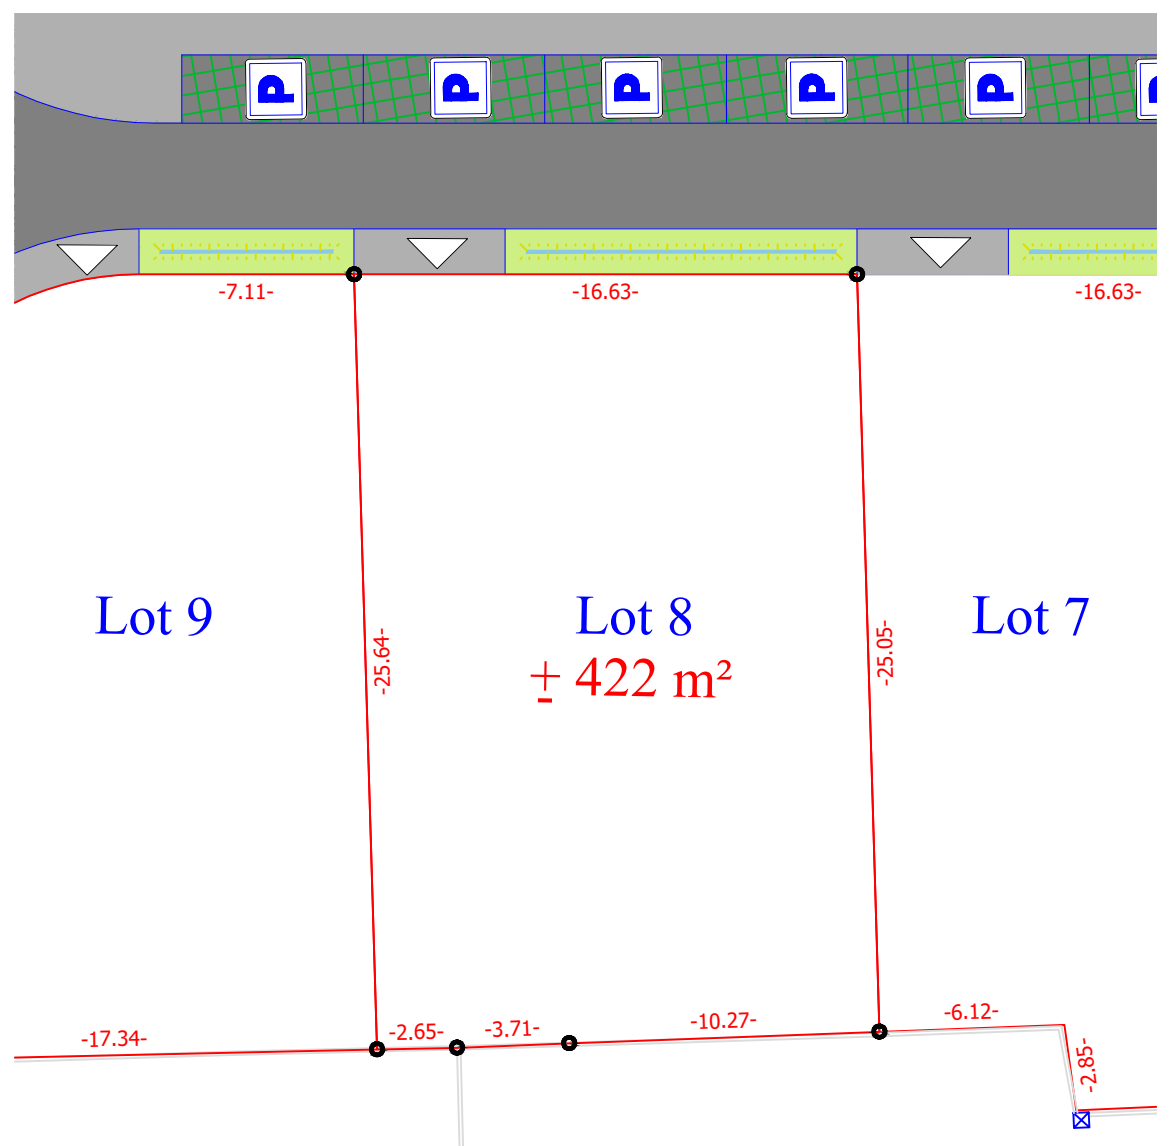 P P P P P
-7.11- -16.63- -16.63-
Lot 9 Lot 8 Lot 7
± 422 m²
-25.64- -25.05-
-17.34- -2.65- -3.71- -10.27- -6.12-
-2.85-